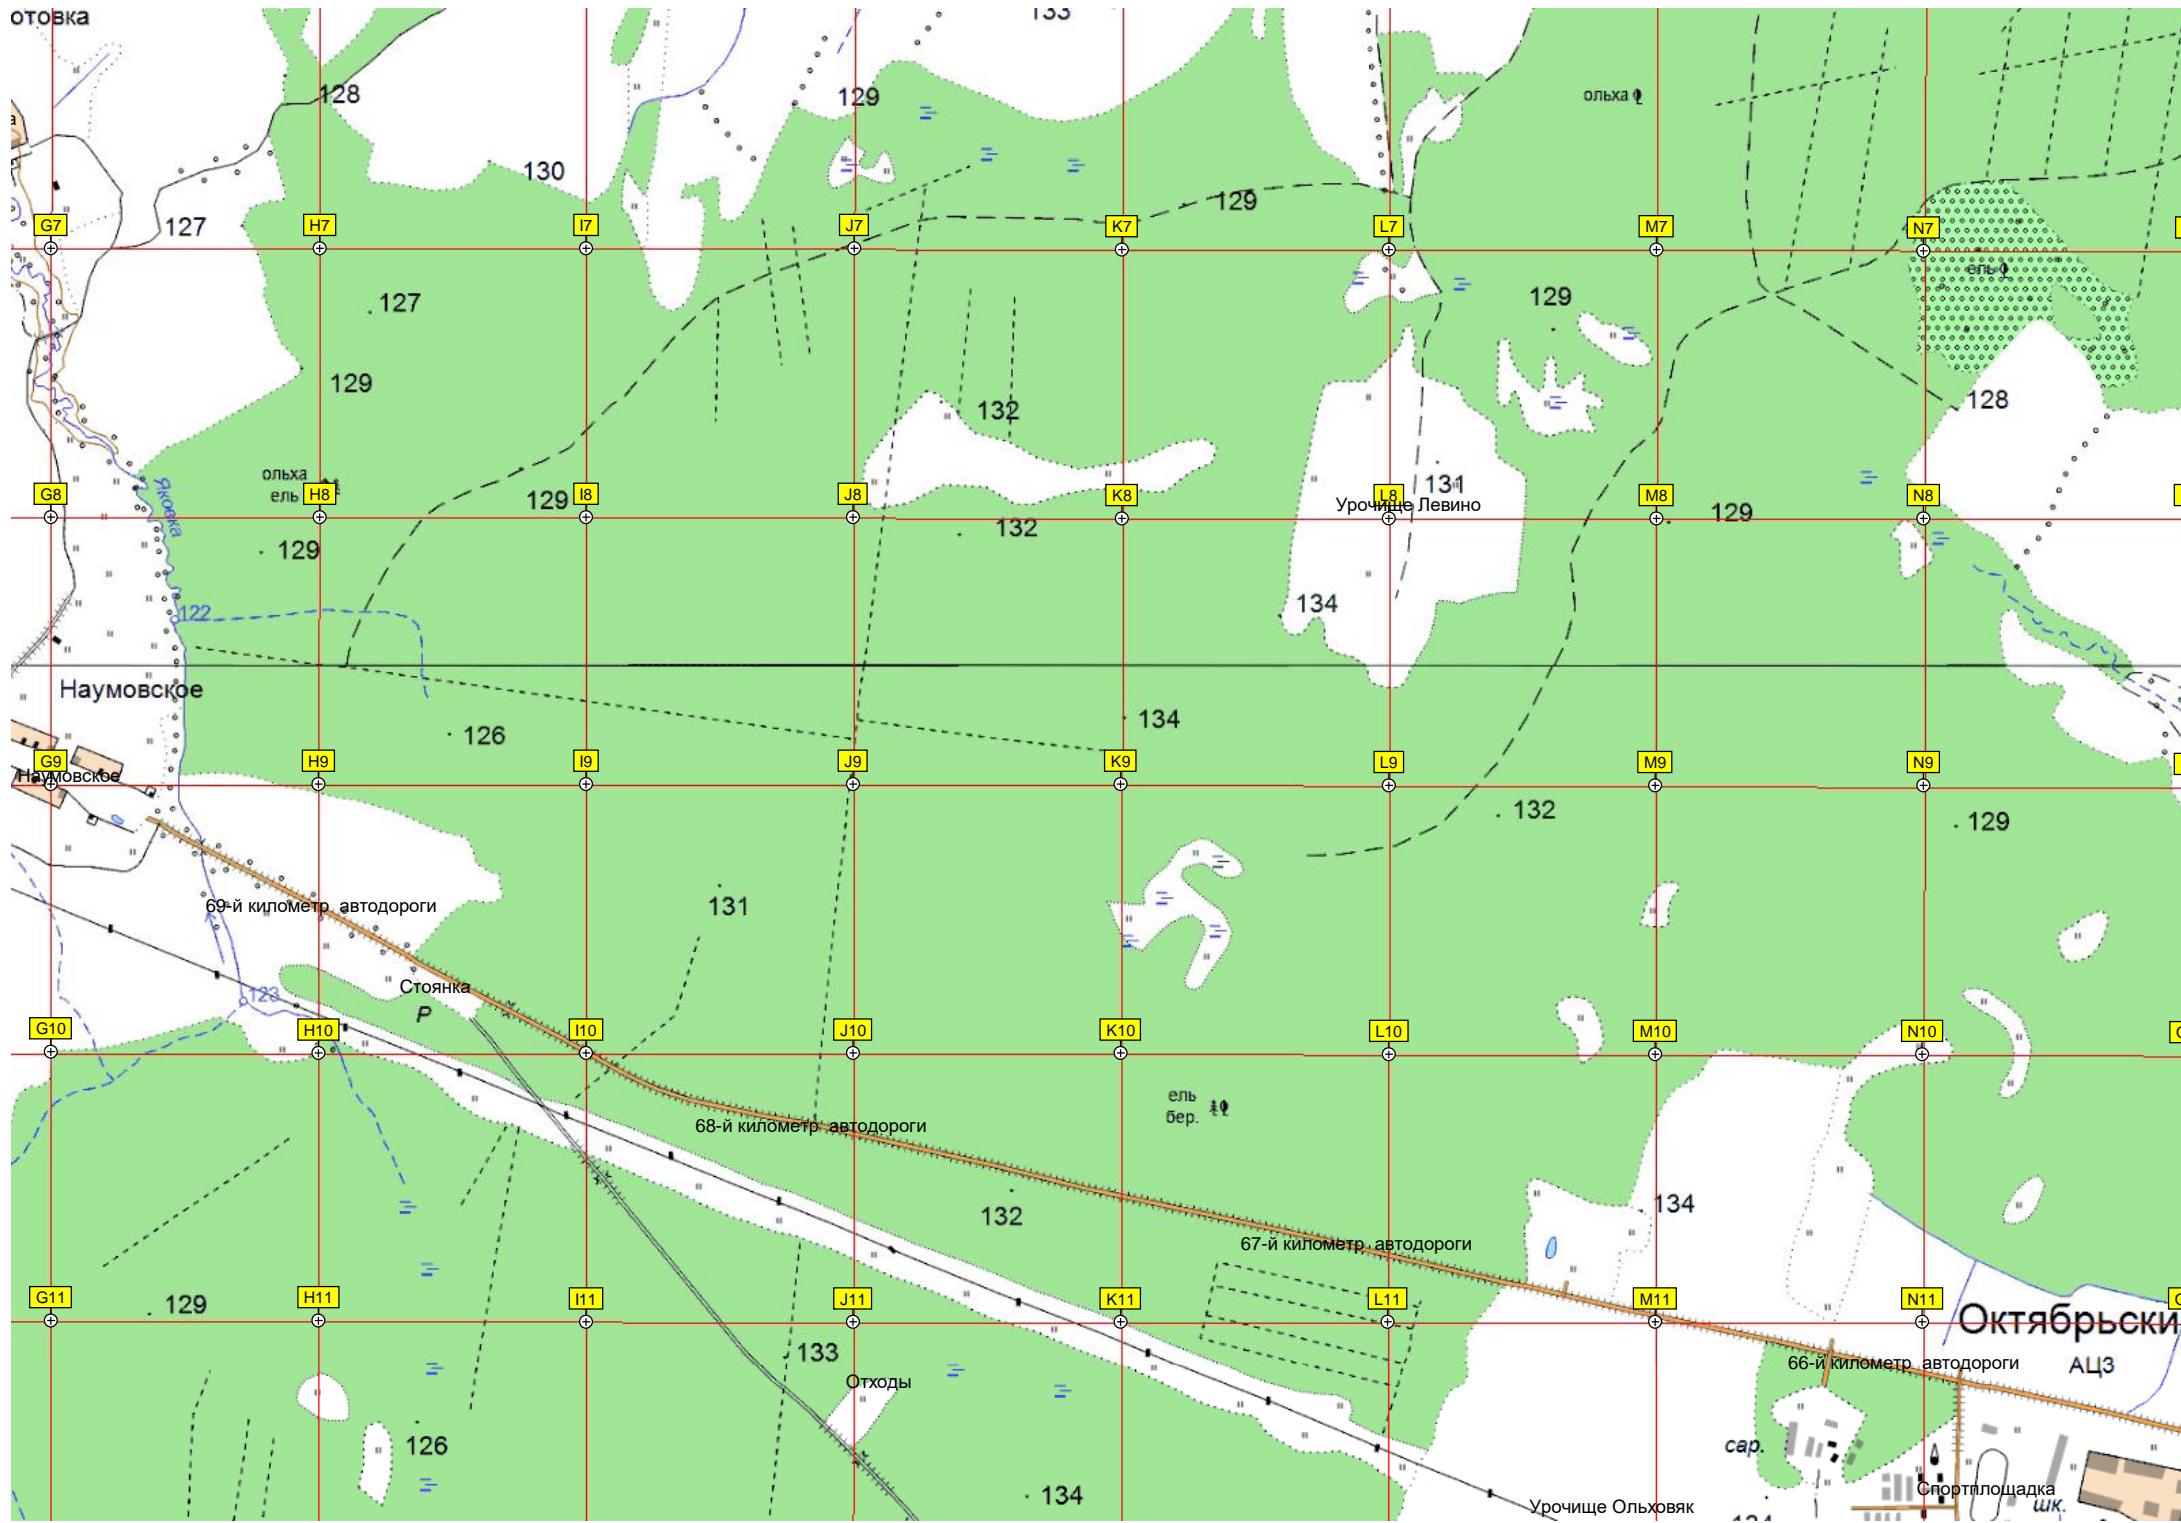 отовка
133
128
129
ольха
130
129
127
G7
H7
I7
J7
K7
L7
M7
N7
ель
127
129
129
132
128
ольха
ель
Яковка
129
131
G8
H8
I8
J8
K8
L8
M8
N8
Урочище Левино
132
129
129
134
122
Наумовское
126
134
G9
H9
I9
J9
K9
L9
M9
N9
Наумовское
132
129
131
69-й километр автодороги
Стоянка
123
P
G10
H10
I10
J10
K10
L10
M10
N10
ель
бер.
68-й километр автодороги
132
134
67-й километр автодороги
G11
H11
I11
J11
K11
L11
M11
N11
129
Октябрьски
133
66-й километр автодороги
АЦЗ
Отходы
126
сар.
134
Спортплощадка
Урочище Ольховяк
шк.
134